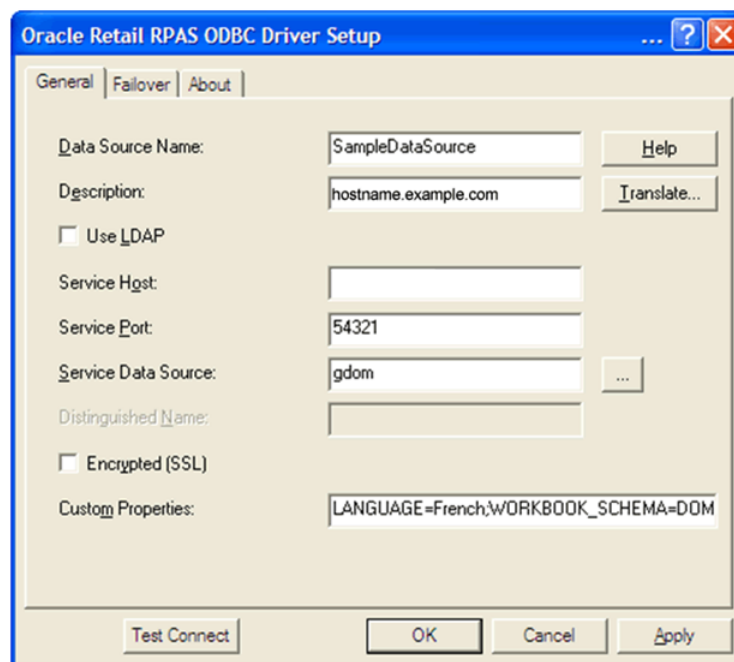 Oracle Retail RPAS ODBC Driver Setup ... ?
General Failover About
Data Source Name: SampleDataSource Help
Description: hostname.example.com Translate...
Use LDAP
Service Host:
Service Port: 54321
Service Data Source: gdom ...
Distinguished Name:
Encrypted (SSL)
Custom Properties: LANGUAGE=French;WORKBOOK_SCHEMA=DOM
Test Connect OK Cancel Apply